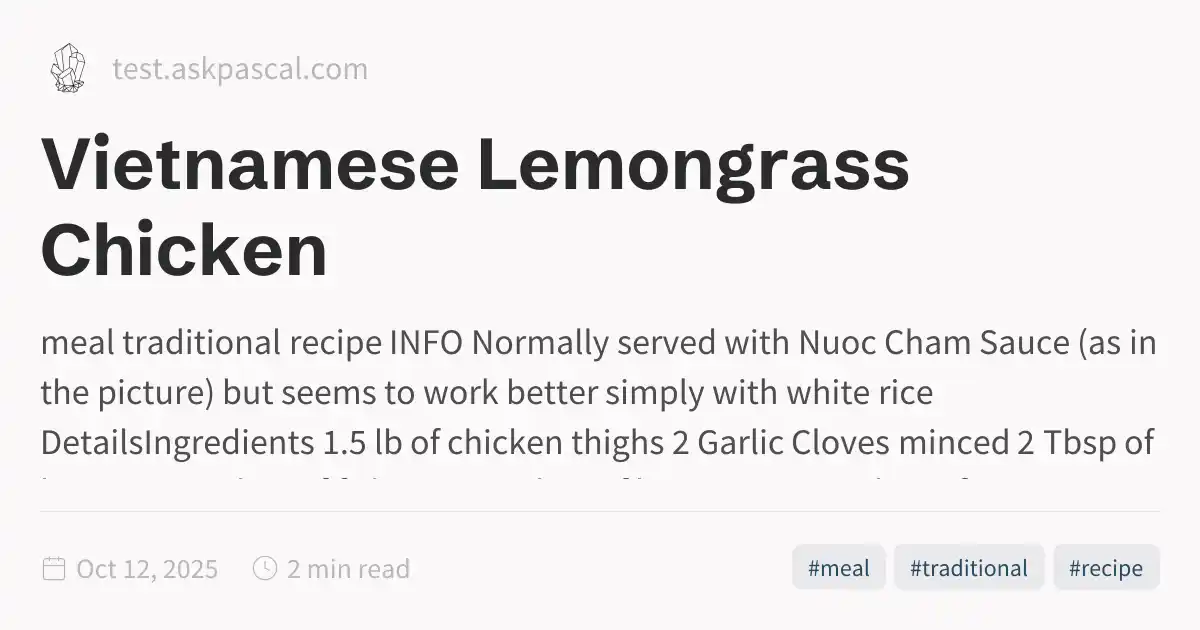 test.askpascal.com
Vietnamese Lemongrass
Chicken
meal traditional recipe INFO Normally served with Nuoc Cham Sauce (as in
the picture) but seems to work better simply with white rice
DetailsIngredients 1.5 lb of chicken thighs 2 Garlic Cloves minced 2 Tbsp of
Oct 12, 2025
2 min read
#meal
#traditional
#recipe